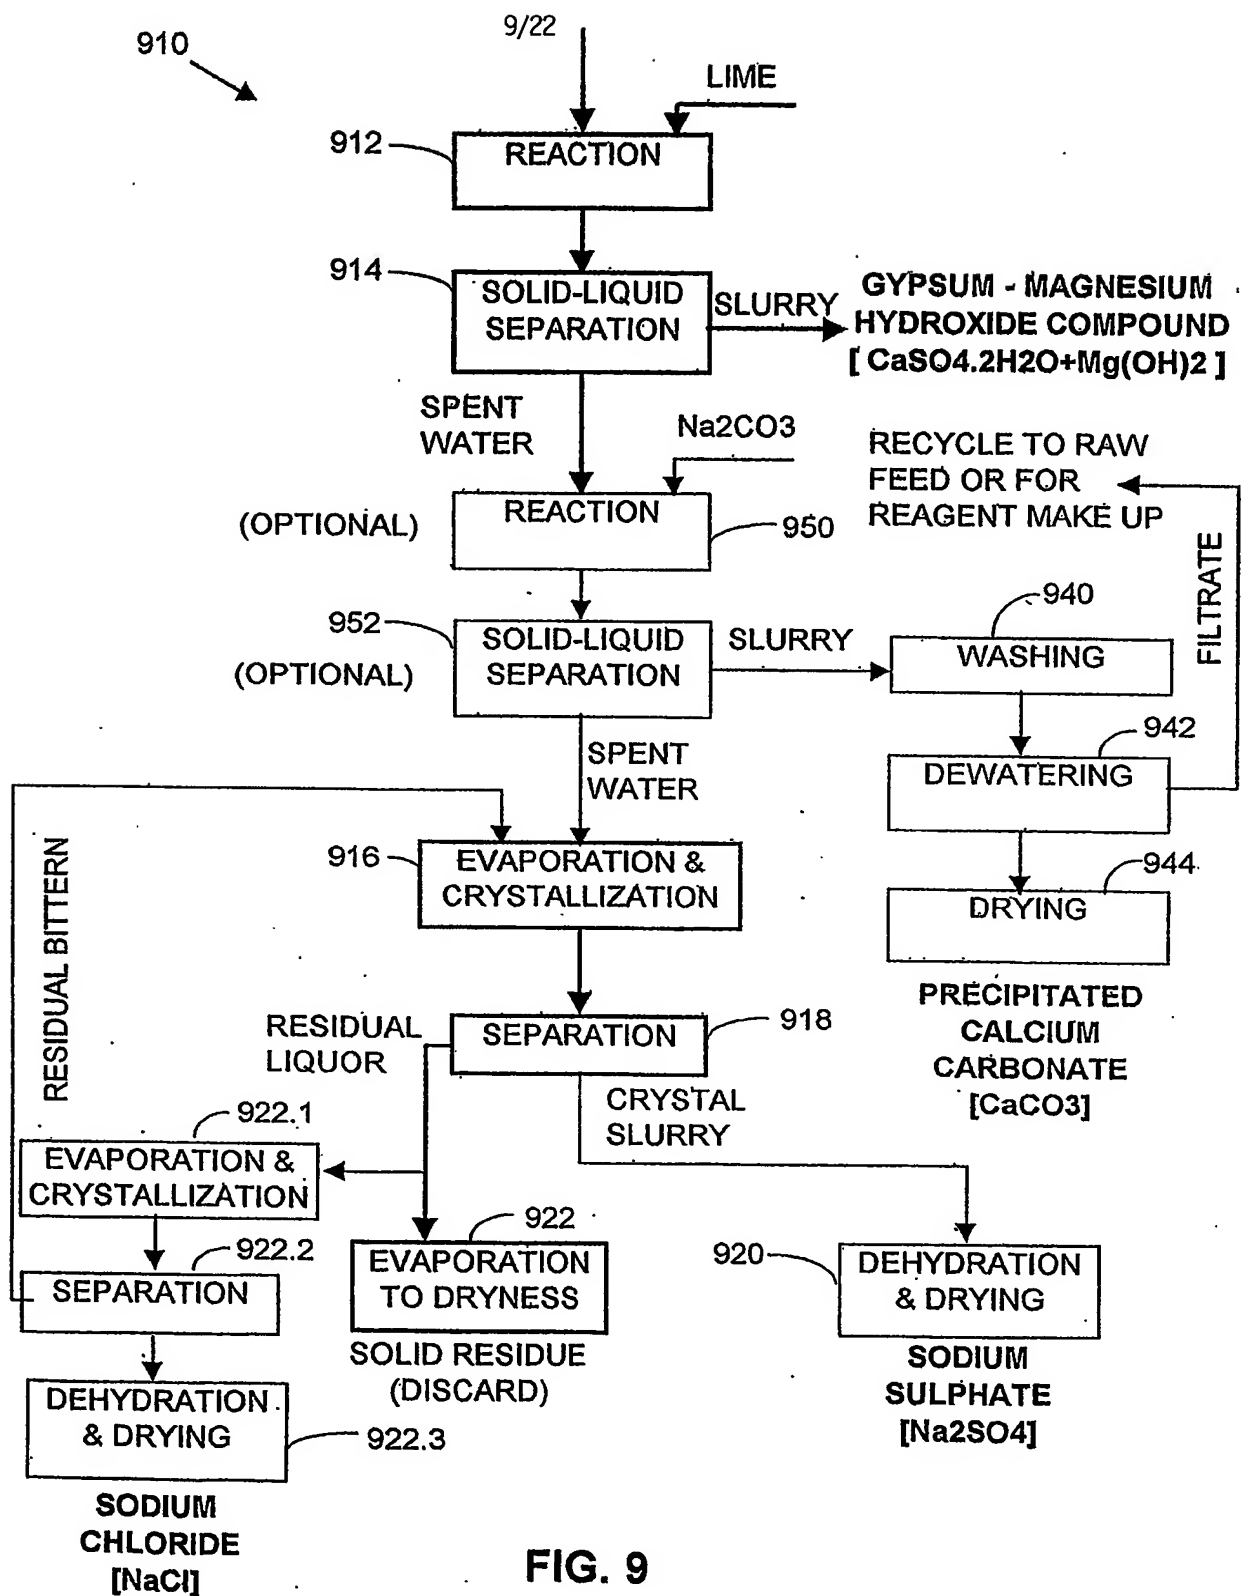 910
9/22
LIME
912
REACTION
914
SOLID-LIQUID
SEPARATION
SLURRY
GYPSUM - MAGNESIUM
HYDROXIDE COMPOUND
[ CaSO4.2H2O+Mg(OH)2 ]
SPENT
WATER
Na2CO3
RECYCLE TO RAW
FEED OR FOR
REAGENT MAKE UP
(OPTIONAL)
REACTION
950
FILTRATE
952
(OPTIONAL)
SOLID-LIQUID
SEPARATION
SLURRY
940
WASHING
942
DEWATERING
SPENT
WATER
944
DRYING
PRECIPITATED
CALCIUM
CARBONATE
[CaCO3]
916
EVAPORATION &
CRYSTALLIZATION
RESIDUAL BITTERN
RESIDUAL
LIQUOR
SEPARATION
918
CRYSTAL
SLURRY
922.1
EVAPORATION &
CRYSTALLIZATION
922.2
SEPARATION
922
EVAPORATION
TO DRYNESS
SOLID RESIDUE
(DISCARD)
920
DEHYDRATION
& DRYING
SODIUM
SULPHATE
[Na2SO4]
DEHYDRATION
& DRYING
922.3
SODIUM
CHLORIDE
[NaCl]
FIG. 9